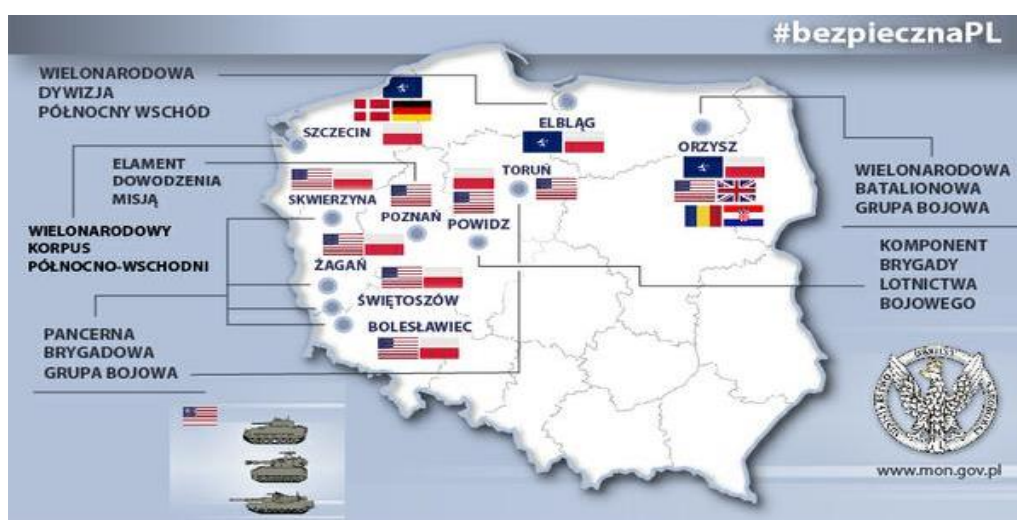 #bezpiecznaPL
WIELONARODOWA
DYWIZJA
PÓŁNOCNY WSCHÓD
SZCZECIN
ELBLĄG
ORZYSZ
ELAMENT
DOWODZENIA
MISJĄ
TORUŃ
SKWIERZYNA
POZNAŃ
POWIDZ
WIELONARODOWA
BATALIONOWA
GRUPA BOJOWA
WIELONARODOWY
KORPUS
PÓŁNOCNO-WSCHODNI
KOMPONENT
BRYGADY
LOTNICTWA
BOJOWEGO
ŻAGAŃ
ŚWIĘTOSZÓW
BOLESŁAWIEC
PANCERNA
BRYGADOWA
GRUPA BOJOWA
www.mon.gov.pl